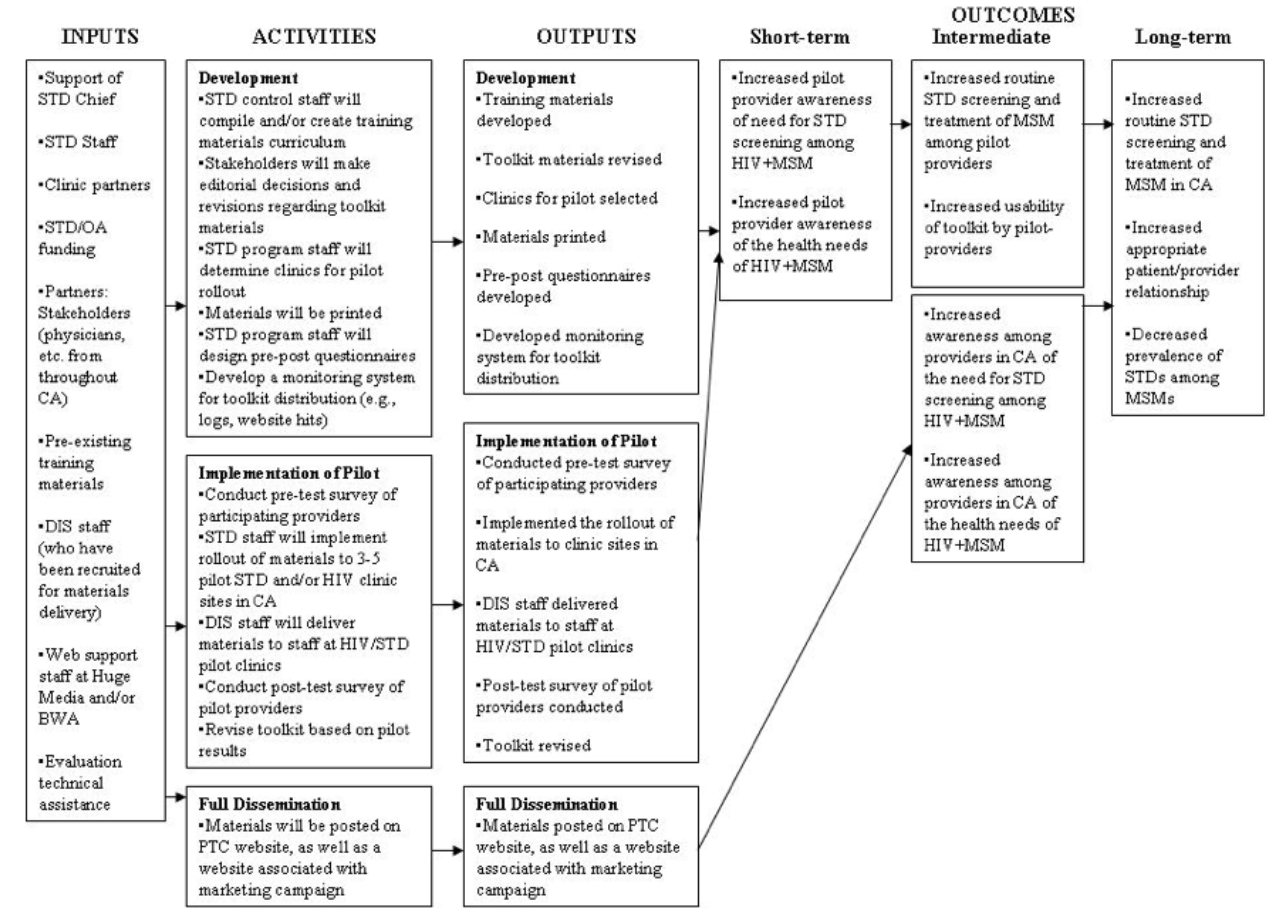 INPUTS
ACTIVITIES
OUTPUTS
OUTCOMES
Short-term
Intermediate
Long-term
▪Support of
STD Chief
▪STD Staff
▪Clinic partners
▪STD/OA
funding
▪Partners:
Stakeholders
(physicians,
etc. from
throughout
CA)
▪Pre-existing
training
materials
▪DIS staff
(who have
been recruited
for materials
delivery)
▪Web support
staff at Huge
Media and/or
BWA
▪Evaluation
technical
assistance
Development
▪STD control staff will
compile and/or create training
materials curriculum
▪Stakeholders will make
editorial decisions and
revisions regarding toolkit
materials
▪STD program staff will
determine clinics for pilot
rollout
▪Materials will be printed
▪STD program staff will
design pre-post questionnaires
▪Develop a monitoring system
for toolkit distribution (e.g.,
logs, website hits)
Implementation of Pilot
▪Conduct pre-test survey of
participating providers
▪STD staff will implement
rollout of materials to 3-5
pilot STD and/or HIV clinic
sites in CA
▪DIS staff will deliver
materials to staff at HIV/STD
pilot clinics
▪Conduct post-test survey of
pilot providers
▪Revise toolkit based on pilot
results
Full Dissemination
▪Materials will be posted on
PTC website, as well as a
website associated with
marketing campaign
Development
▪Training materials
developed
▪Toolkit materials revised
▪Clinics for pilot selected
▪Materials printed
▪Pre-post questionnaires
developed
▪Developed monitoring
system for toolkit
distribution
Implementation of Pilot
▪Conducted pre-test survey
of participating providers
▪Implemented the rollout of
materials to clinic sites in
CA
▪DIS staff delivered
materials to staff at
HIV/STD pilot clinics
▪Post-test survey of pilot
providers conducted
▪Toolkit revised
Full Dissemination
▪Materials posted on PTC
website, as well as a website
associated with marketing
campaign
▪Increased pilot
provider awareness
of need for STD
screening among
HIV+MSM
▪Increased pilot
provider awareness
of the health needs
of HIV+MSM
▪Increased routine
STD screening and
treatment of MSM
among pilot
providers
▪Increased usability
of toolkit by pilot-
providers
▪Increased
awareness among
providers in CA of
the need for STD
screening among
HIV+MSM
▪Increased
awareness among
providers in CA of
the health needs of
HIV+MSM
▪Increased
routine STD
screening and
treatment of
MSM in CA
▪Increased
appropriate
patient/provider
relationship
▪Decreased
prevalence of
STDs among
MSMs